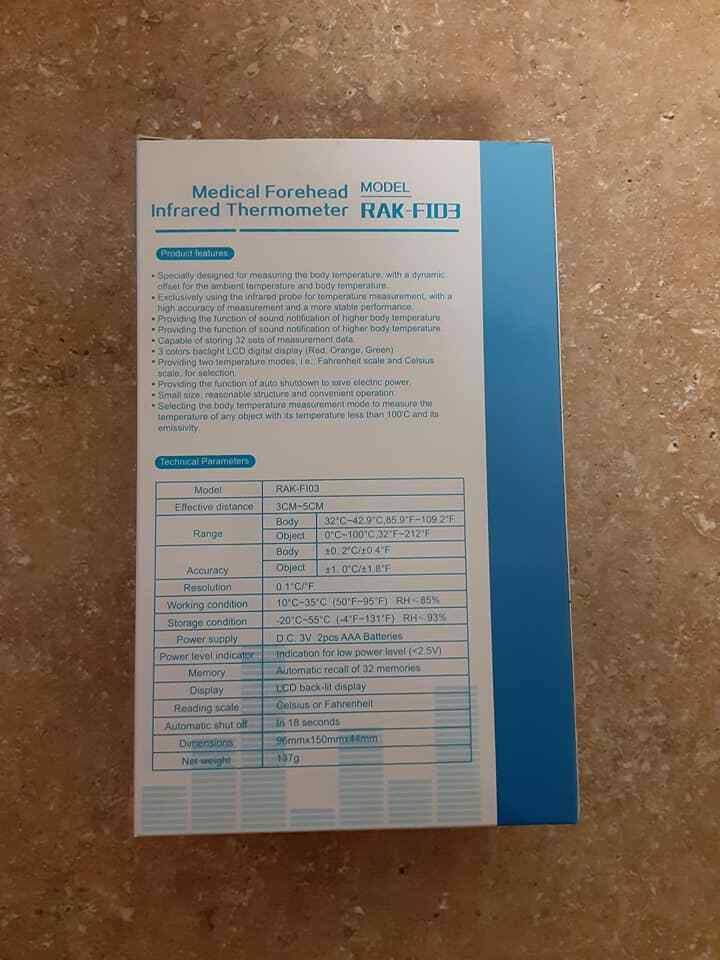 Medical Forehead
Infrared Thermometer
MODEL
RAK-FI03
Product features
• Specially designed for measuring the body temperature, with a dynamic
offset for the ambient temperature and body temperature.
• Exclusively using the infrared probe for temperature measurement, with a
high accuracy of measurement and a more stable performance.
• Providing the function of sound notification of higher body temperature.
• Providing the function of sound notification of higher body temperature.
• Capable of storing 32 sets of measurement data.
• 3 colors baclght LCD digital display (Red, Orange, Green)
• Providing two temperature modes, i.e., Fahrenheit scale and Celsius
scale, for selection.
• Providing the function of auto shutdown to save electric power.
• Small size, reasonable structure and convenient operation.
• Selecting the body temperature measurement mode to measure the
temperature of any object with its temperature less than 100°C and its
emissivity.
Technical Parameters
Model RAK-FI03
Effective distance 3CM~5CM
Range Body 32°C~42.9°C,85.9°F~109.2°F
Object 0°C~100°C,32°F~212°F
Accuracy Body ±0. 2°C/±0.4°F
Object ±1. 0°C/±1.8°F
Resolution 0.1°C/°F
Working condition 10°C~35°C (50°F~95°F) RH<85%
Storage condition -20°C~55°C (-4°F~131°F) RH<93%
Power supply D.C. 3V 2pcs AAA Batteries
Power level indicator Indication for low power level (<2.5V)
Memory Automatic recall of 32 memories
Display LCD back-lit display
Reading scale Celsius or Fahrenheit
Automatic shut off In 18 seconds
Dimensions 96mmx150mmx44mm
Net weight 137g